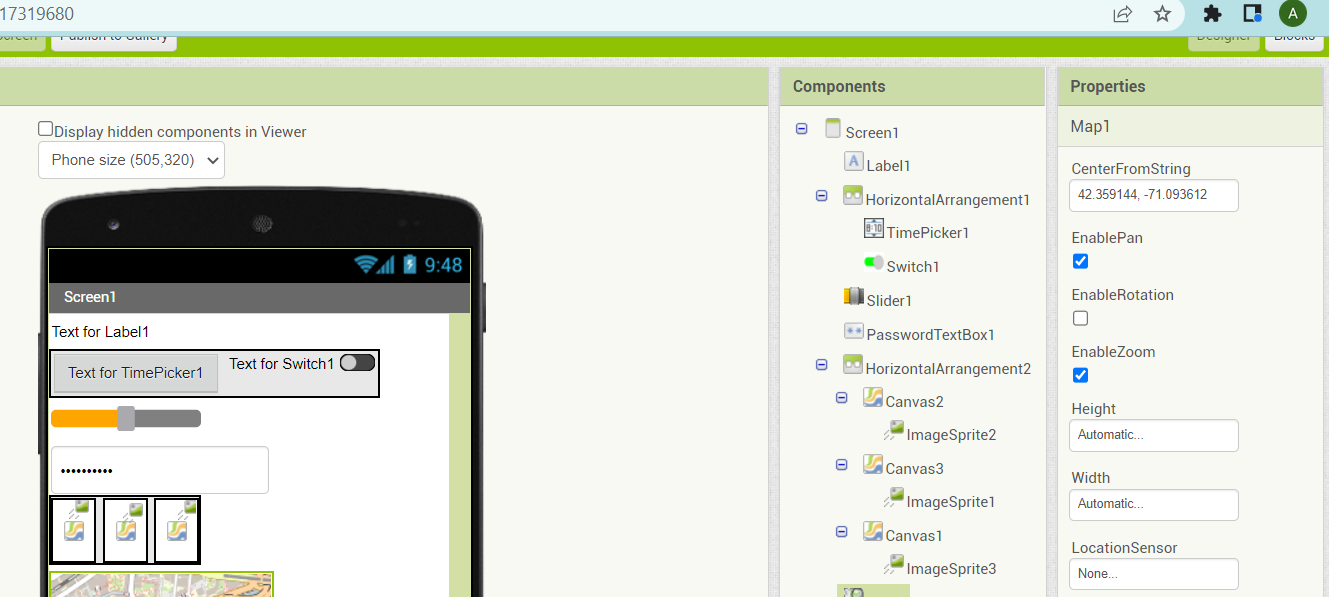 17319680
A
Screen
Publish to Gallery
Designer
Blocks
Components
Properties
Display hidden components in Viewer
Phone size (505,320)
9:48
Screen1
Text for Label1
Text for TimePicker1
Text for Switch1
••••••••••
Screen1
A
Label1
HorizontalArrangement1
8:10
TimePicker1
Switch1
Slider1
PasswordTextBox1
HorizontalArrangement2
Canvas2
ImageSprite2
Canvas3
ImageSprite1
Canvas1
ImageSprite3
Map1
CenterFromString
42.359144, -71.093612
EnablePan
EnableRotation
EnableZoom
Height
Automatic...
Width
Automatic...
LocationSensor
None...